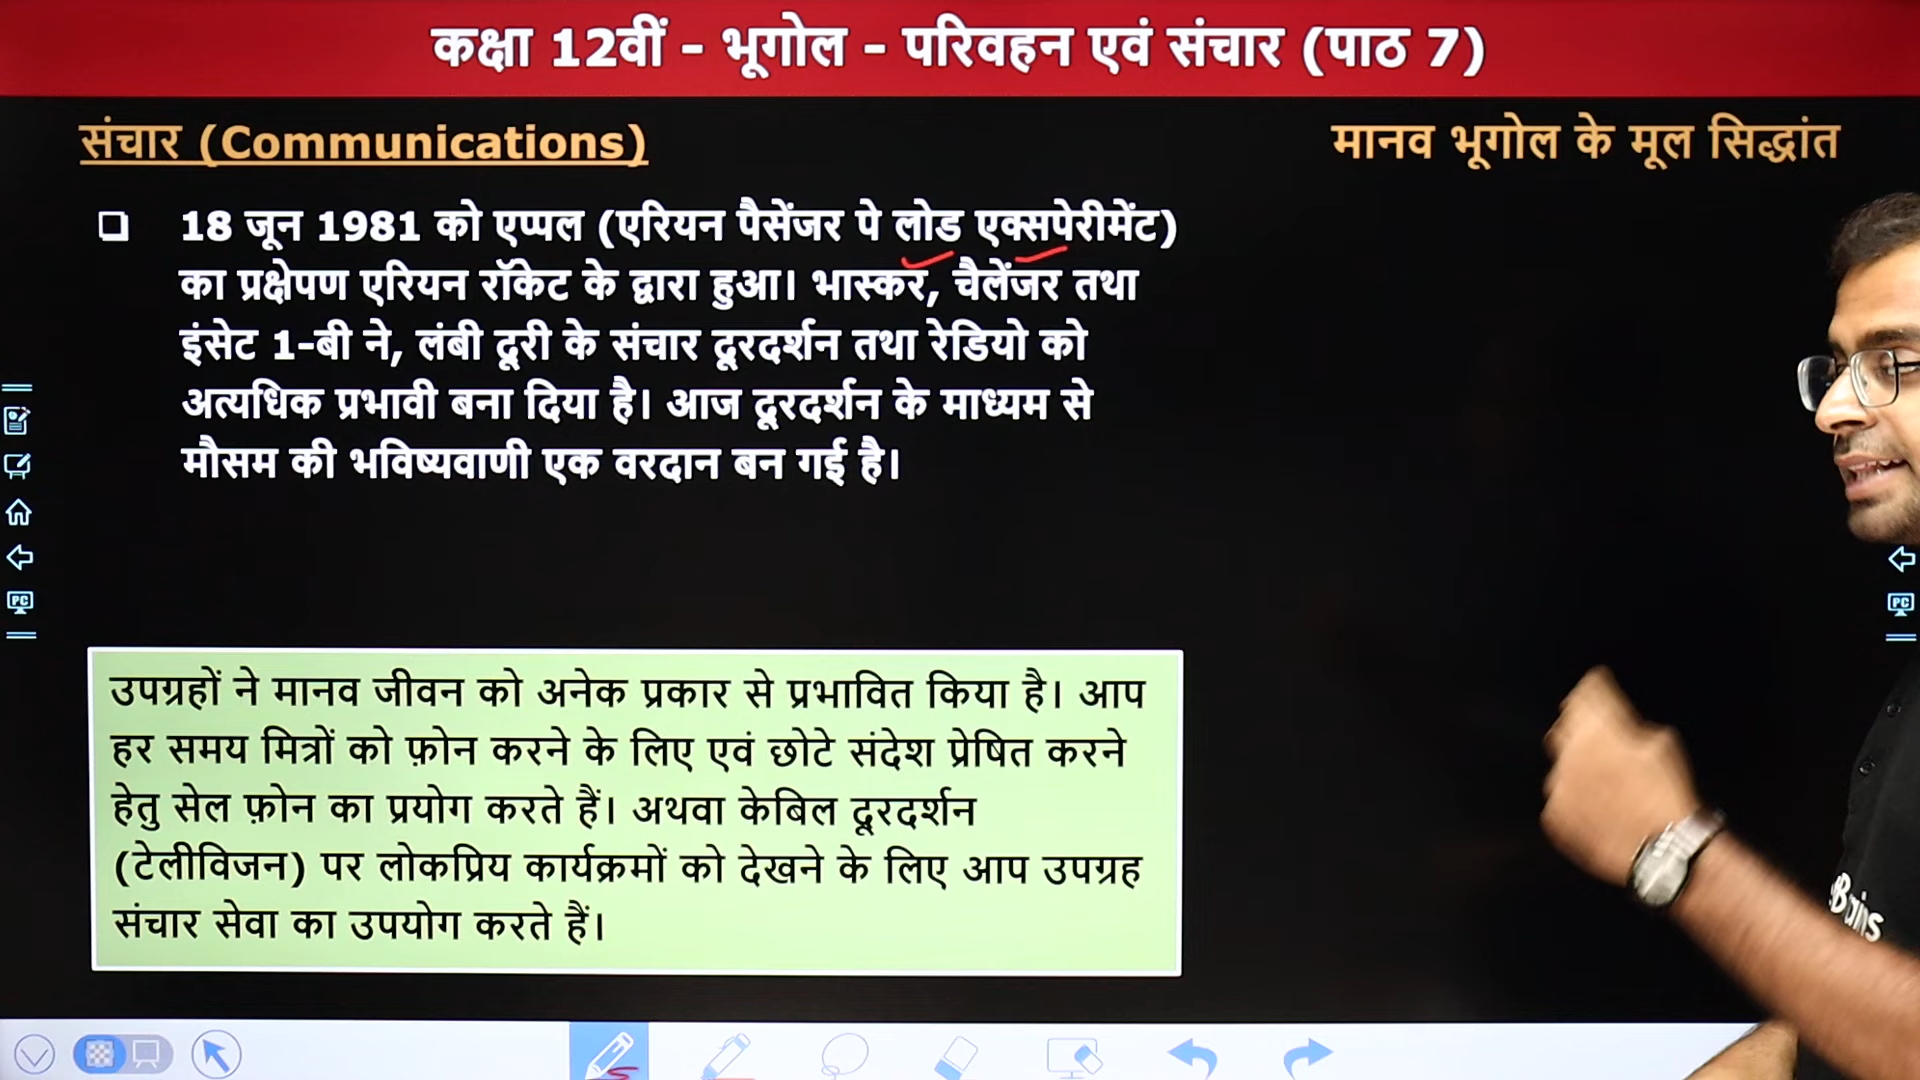 कक्षा 12वीं - भूगोल - परिवहन एवं संचार (पाठ 7)
संचार (Communications)
मानव भूगोल के मूल सिद्धांत
18 जून 1981 को एप्पल (एरियन पैसेंजर पे लोड एक्सपेरीमेंट)
का प्रक्षेपण एरियन रॉकेट के द्वारा हुआ। भास्कर, चैलेंजर तथा
इंसेट 1-बी ने, लंबी दूरी के संचार दूरदर्शन तथा रेडियो को
अत्यधिक प्रभावी बना दिया है। आज दूरदर्शन के माध्यम से
मौसम की भविष्यवाणी एक वरदान बन गई है।
उपग्रहों ने मानव जीवन को अनेक प्रकार से प्रभावित किया है। आप
हर समय मित्रों को फ़ोन करने के लिए एवं छोटे संदेश प्रेषित करने
हेतु सेल फ़ोन का प्रयोग करते हैं। अथवा केबिल दूरदर्शन
(टेलीविजन) पर लोकप्रिय कार्यक्रमों को देखने के लिए आप उपग्रह
संचार सेवा का उपयोग करते हैं।
PC
PC